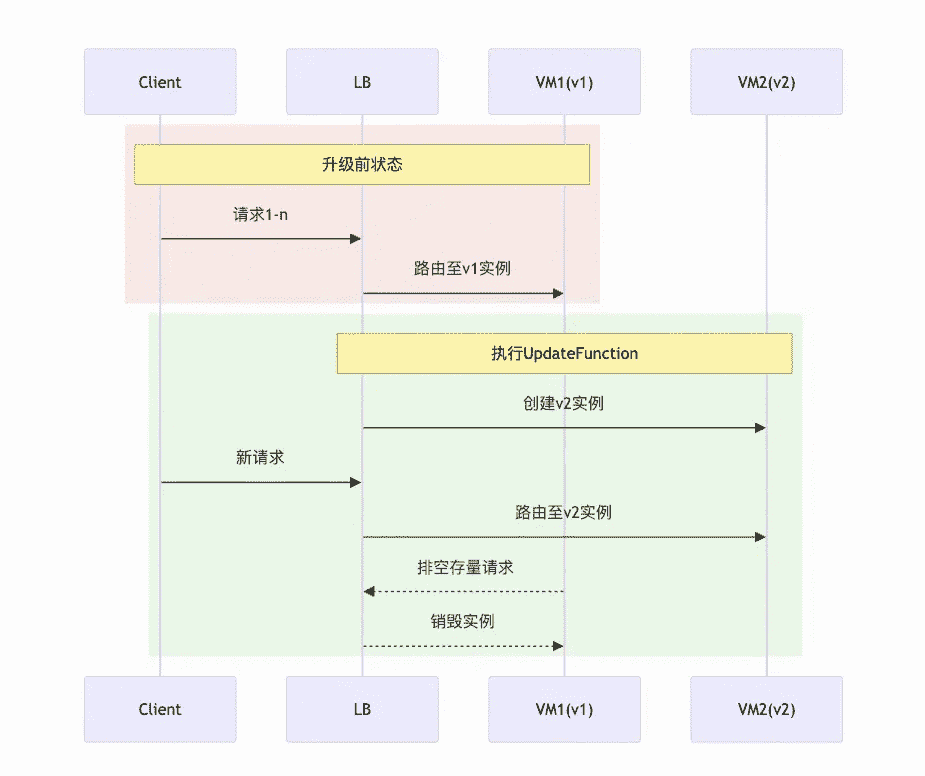 Client
LB
VM1(v1)
VM2(v2)
升级前状态
请求1-n
路由至v1实例
执行UpdateFunction
创建v2实例
新请求
路由至v2实例
排空存量请求
销毁实例
Client
LB
VM1(v1)
VM2(v2)